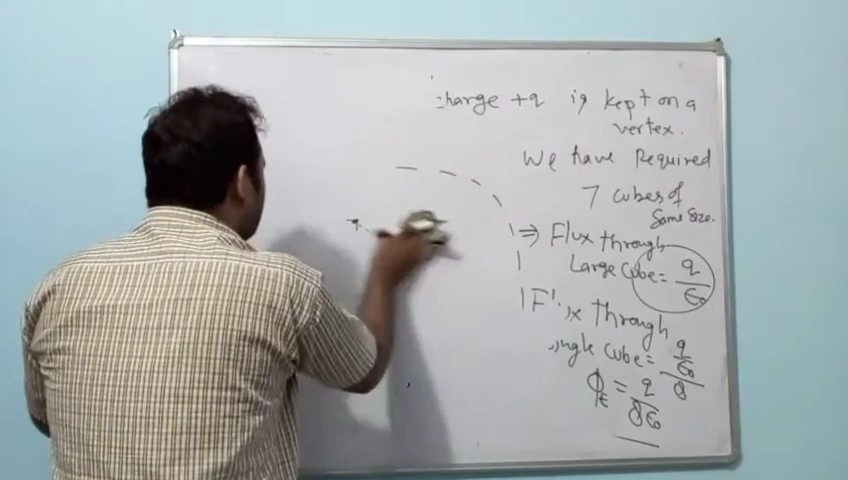 charge +q is kept on a
vertex.
We have Required
7 cubes of
Same size.
⇒ Flux through
Large Cube = q/ε₀
Flux through
single cube = q/ε₀/8
ϕE = q/8ε₀